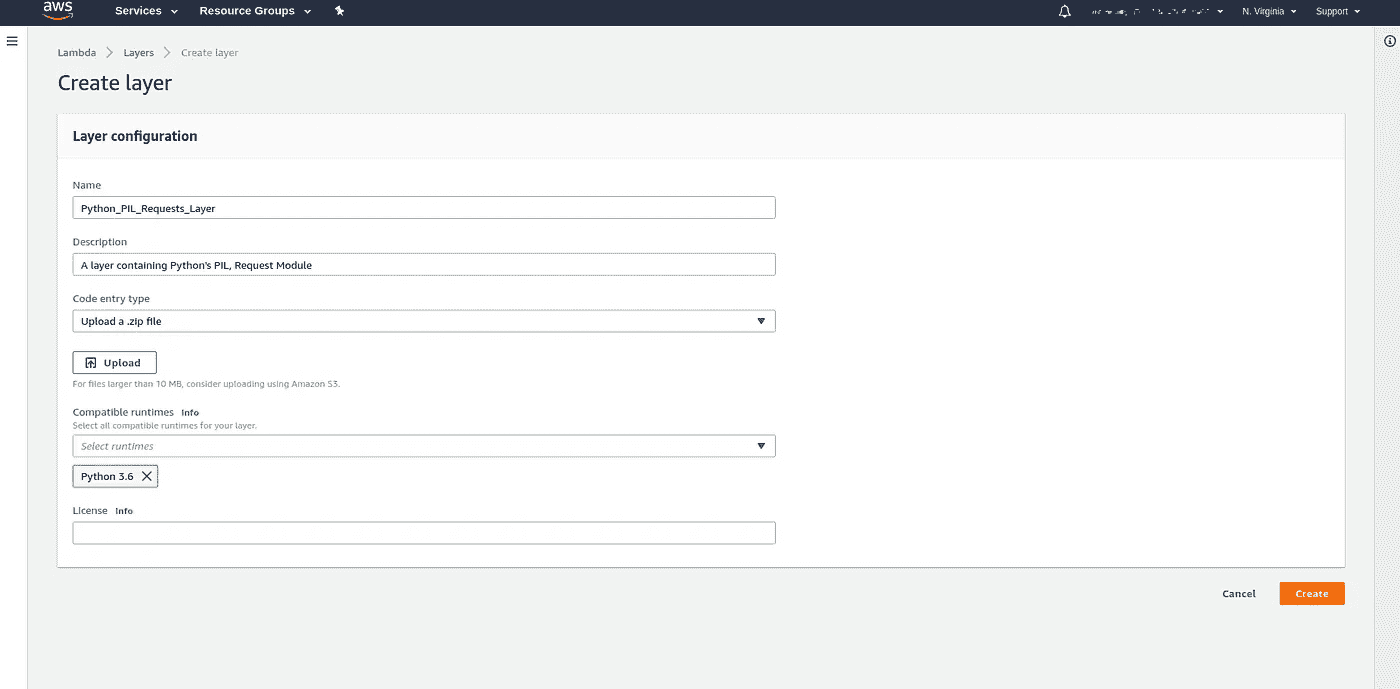 aws Services Resource Groups N. Virginia Support
Lambda Layers Create layer
Create layer
Layer configuration
Name
Python_PIL_Requests_Layer
Description
A layer containing Python's PIL, Request Module
Code entry type
Upload a .zip file
Upload
For files larger than 10 MB, consider uploading using Amazon S3.
Compatible runtimes Info
Select all compatible runtimes for your layer.
Select runtimes
Python 3.6
License Info
Cancel Create